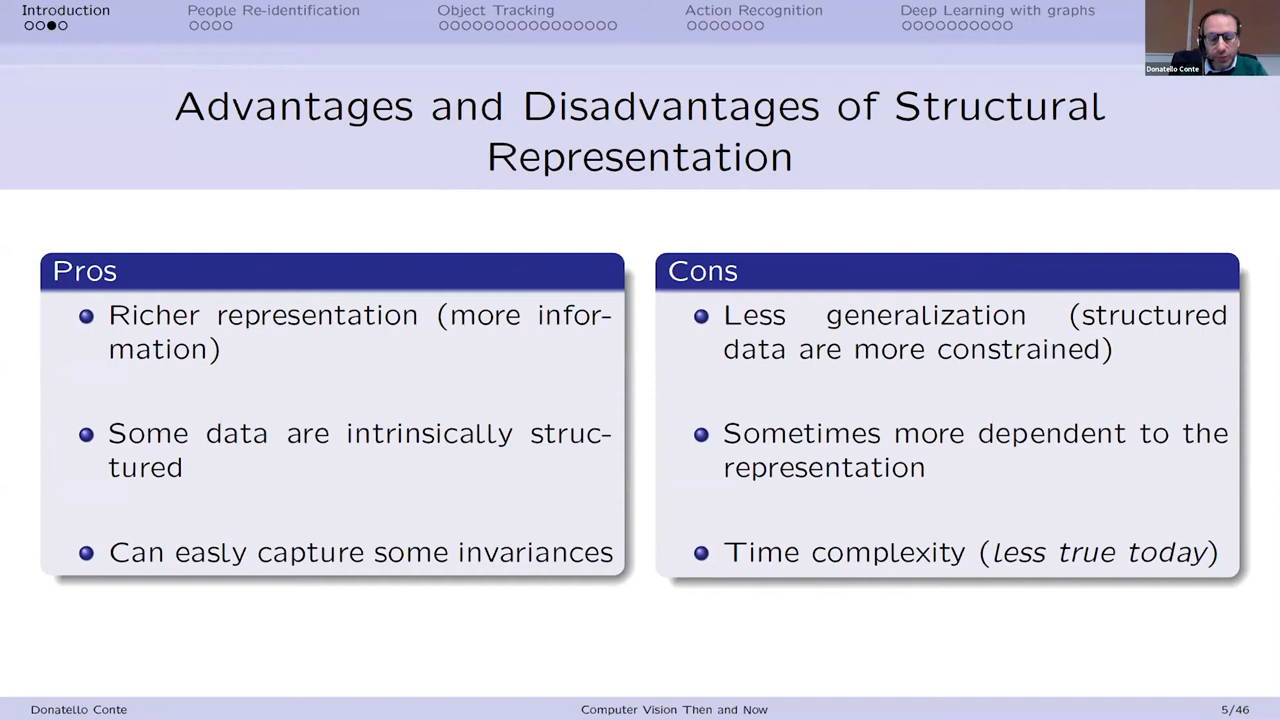 Introduction
People Re-identification
Object Tracking
Action Recognition
Deep Learning with graphs
Donatello Conte
Advantages and Disadvantages of Structural
Representation
Pros
Richer representation (more infor-
mation)
Some data are intrinsically struc-
tured
Can easly capture some invariances
Cons
Less generalization (structured
data are more constrained)
Sometimes more dependent to the
representation
Time complexity (less true today)
Donatello Conte
Computer Vision Then and Now
5/46